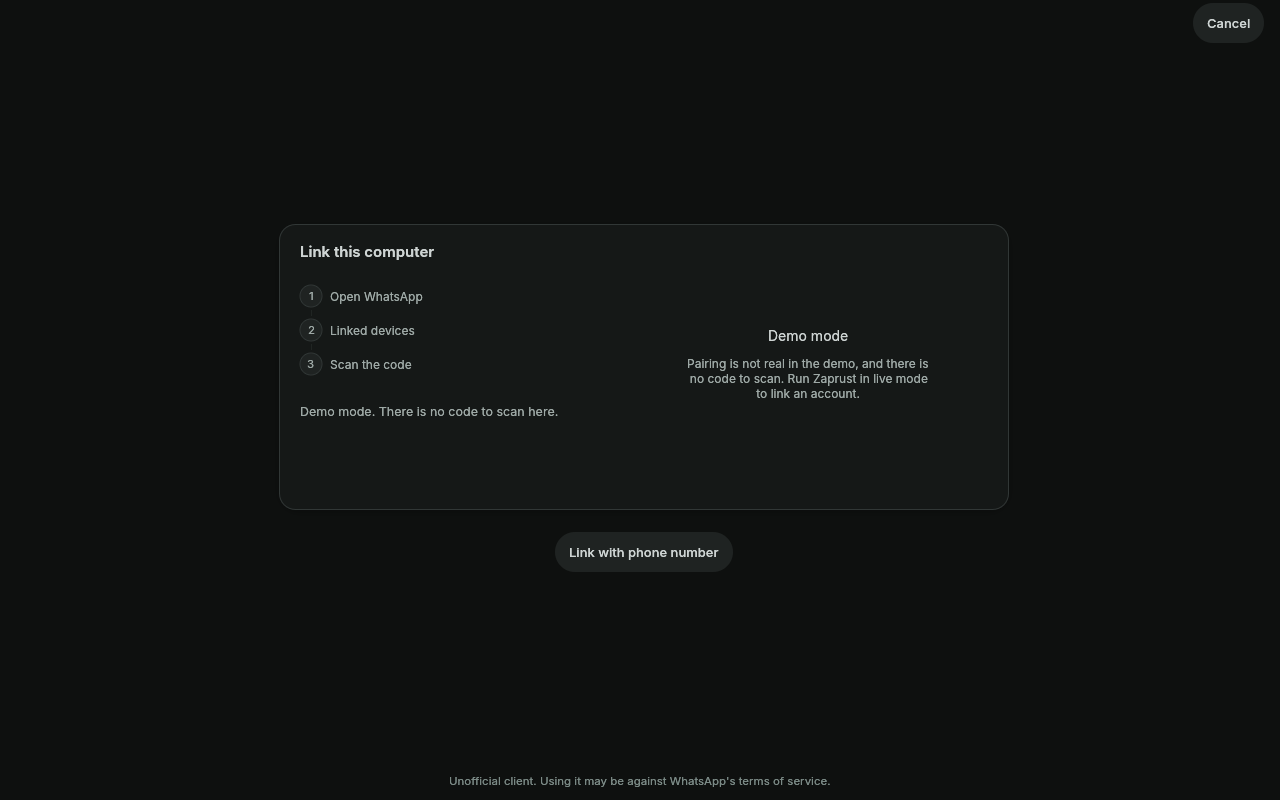 Cancel
Link this computer
1 Open WhatsApp
2 Linked devices
3 Scan the code
Demo mode. There is no code to scan here.
Demo mode
Pairing is not real in the demo, and there is
no code to scan. Run Zaprust in live mode
to link an account.
Link with phone number
Unofficial client. Using it may be against WhatsApp's terms of service.